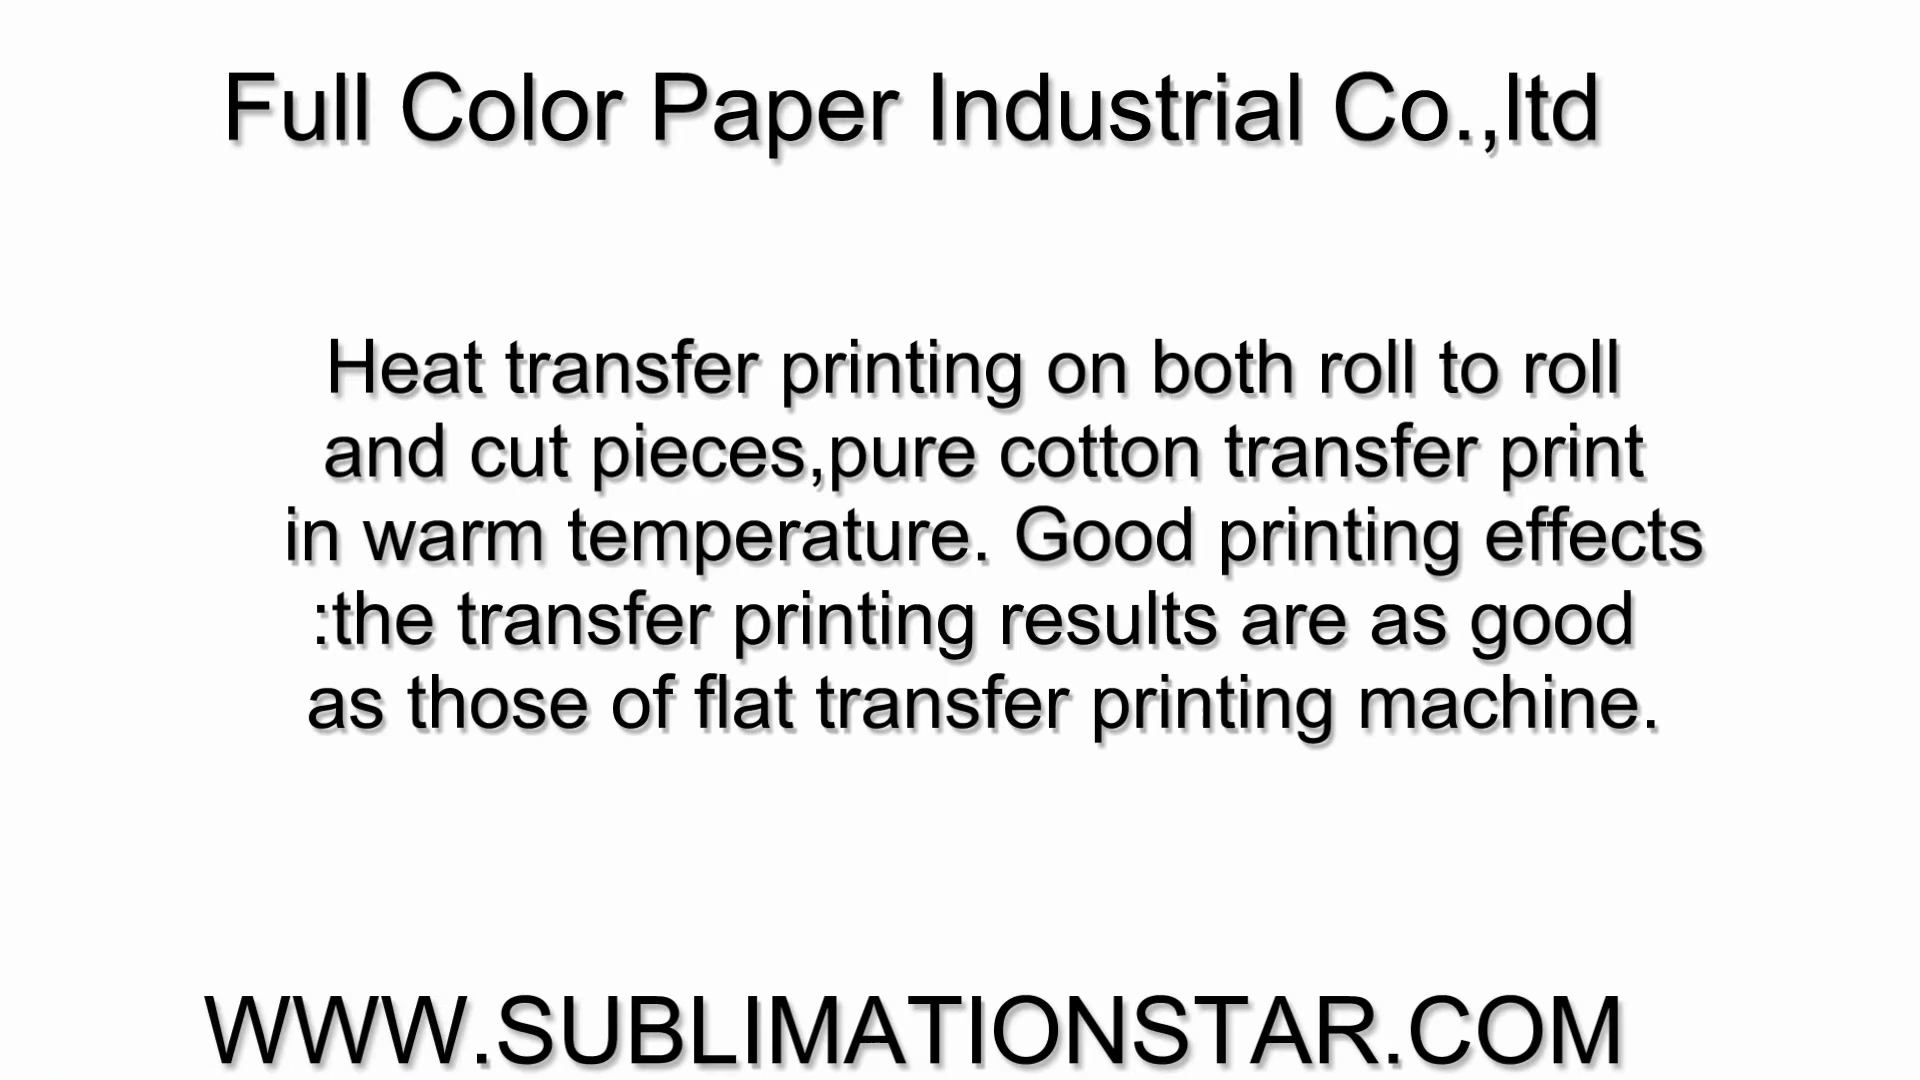 Full Color Paper Industrial Co.,ltd
Heat transfer printing on both roll to roll
and cut pieces,pure cotton transfer print
in warm temperature. Good printing effects
:the transfer printing results are as good
as those of flat transfer printing machine.
WWW.SUBLIMATIONSTAR.COM